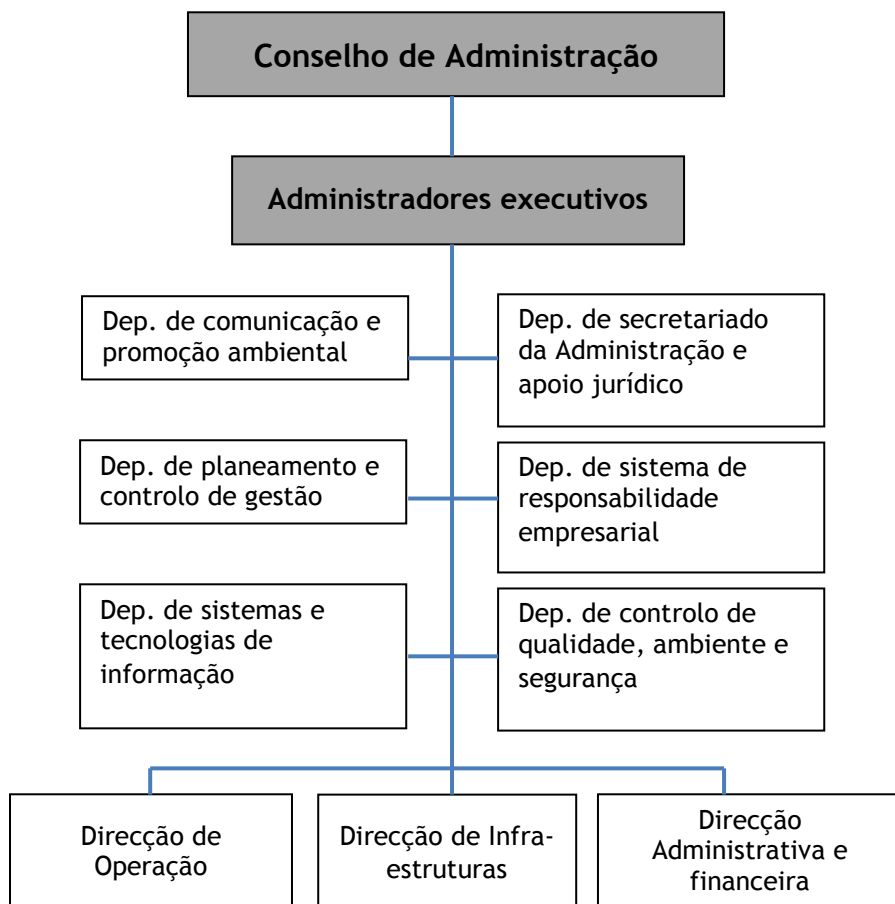 Conselho de Administração
Administradores executivos
Dep. de comunicação e
promoção ambiental
Dep. de secretariado
da Administração e
apoio jurídico
Dep. de planeamento e
controlo de gestão
Dep. de sistema de
responsabilidade
empresarial
Dep. de sistemas e
tecnologias de
informação
Dep. de controlo de
qualidade, ambiente e
segurança
Direcção de
Operação
Direcção de Infra-
estruturas
Direcção
Administrativa e
financeira